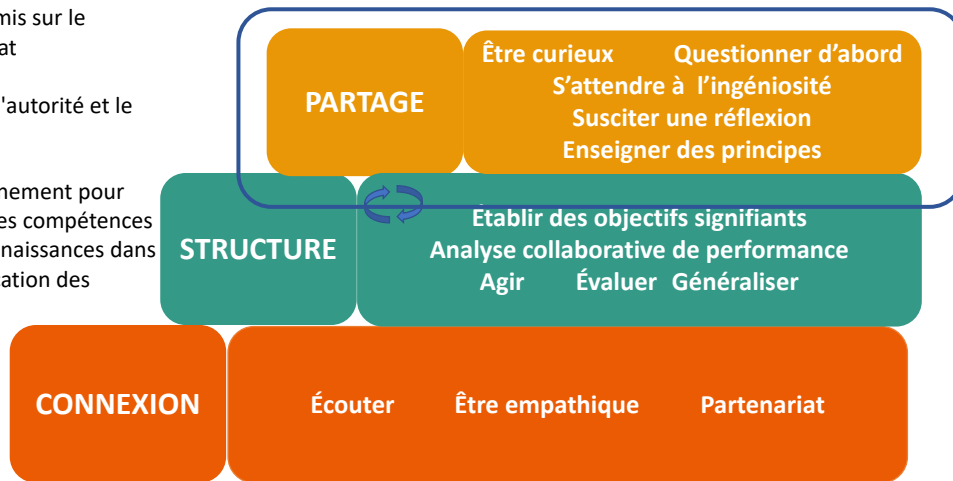 mis sur le
at
l'autorité et le
nement pour
es compétences
naissances dans
ation des
PARTAGE
Être curieux Questionner d’abord
S’attendre à l’ingéniosité
Susciter une réflexion
Enseigner des principes
STRUCTURE
Établir des objectifs signifiants
Analyse collaborative de performance
Agir Évaluer Généraliser
CONNEXION
Écouter Être empathique Partenariat